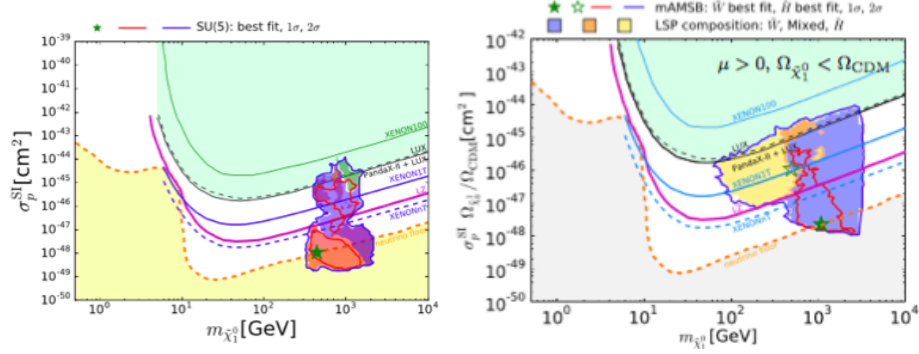 SU(5): best fit, 1σ, 2σ
10^-39
10^-40
10^-41
10^-42
10^-43
10^-44
10^-45
10^-46
10^-47
10^-48
10^-49
10^-50
σ_p^SI [cm²]
XENON100
LUX
PandaX-II + LUX
XENON1T
LZ
XENONnT
neutrino floor
10^0 10^1 10^2 10^3 10^4
m_χ̃₁⁰ [GeV]
mAMSB: W̃ best fit, H̃ best fit, 1σ, 2σ
LSP composition: W̃, Mixed, H̃
μ > 0, Ω_χ̃₁⁰ < Ω_CDM
10^-42
10^-43
10^-44
10^-45
10^-46
10^-47
10^-48
10^-49
10^-50
σ_p^SI Ω_χ̃₁⁰/Ω_CDM [cm²]
XENON100
LUX
PandaX-II + LUX
XENON1T
LZ
XENONnT
neutrino floor
10^0 10^1 10^2 10^3 10^4
m_χ̃₁⁰ [GeV]